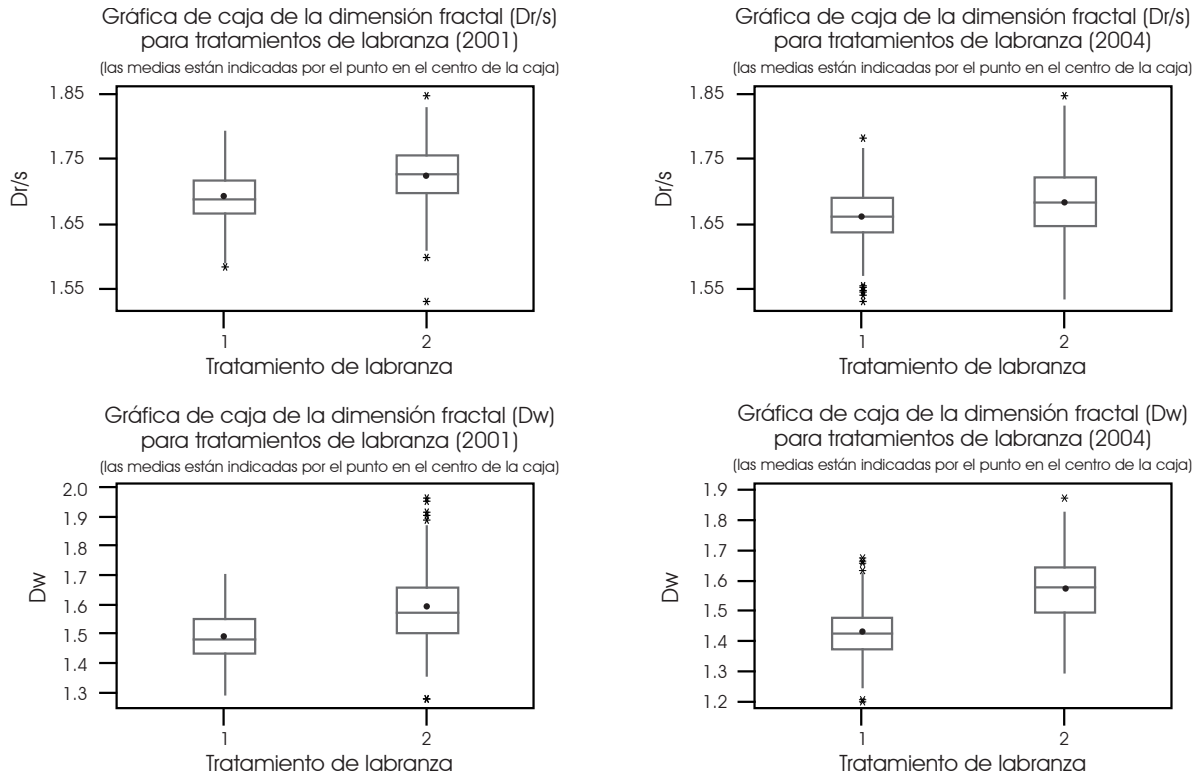 Gráfica de caja de la dimensión fractal (Dr/s)
para tratamientos de labranza (2001)
(las medias están indicadas por el punto en el centro de la caja)
1.85
1.75
1.65
1.55
Dr/s
1
2
Tratamiento de labranza
Gráfica de caja de la dimensión fractal (Dr/s)
para tratamientos de labranza (2004)
(las medias están indicadas por el punto en el centro de la caja)
1.85
1.75
1.65
1.55
Dr/s
1
2
Tratamiento de labranza
Gráfica de caja de la dimensión fractal (Dw)
para tratamientos de labranza (2001)
(las medias están indicadas por el punto en el centro de la caja)
2.0
1.9
1.8
1.7
1.6
1.5
1.4
1.3
Dw
1
2
Tratamiento de labranza
Gráfica de caja de la dimensión fractal (Dw)
para tratamientos de labranza (2004)
(las medias están indicadas por el punto en el centro de la caja)
1.9
1.8
1.7
1.6
1.5
1.4
1.3
1.2
Dw
1
2
Tratamiento de labranza